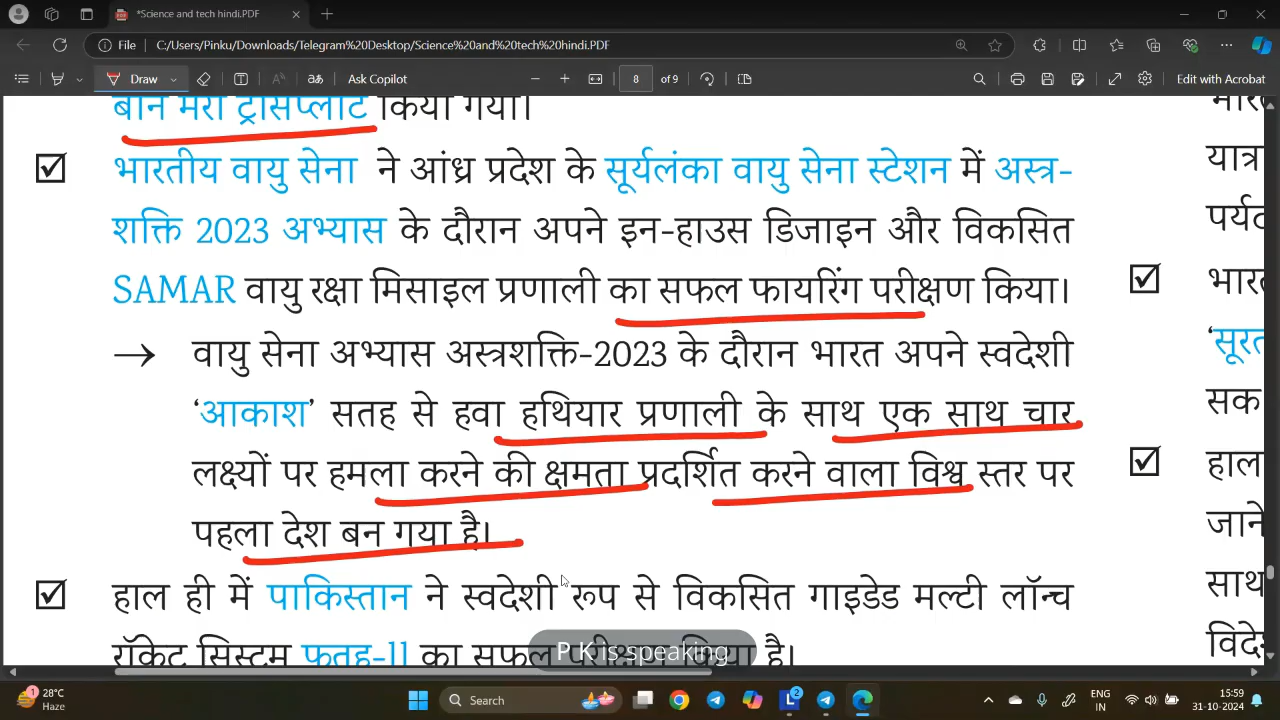 *Science and tech hindi.PDF
File C:/Users/Pinku/Downloads/Telegram%20Desktop/Science%20and%20tech%20hindi.PDF
Draw Ask Copilot 8 of 9 Edit with Acrobat
बोन मैरो ट्रांसप्लांट किया गया।
भारतीय वायु सेना ने आंध्र प्रदेश के सूर्यलंका वायु सेना स्टेशन में अस्त्र-
शक्ति 2023 अभ्यास के दौरान अपने इन-हाउस डिजाइन और विकसित
SAMAR वायु रक्षा मिसाइल प्रणाली का सफल फायरिंग परीक्षण किया।
→ वायु सेना अभ्यास अस्त्रशक्ति-2023 के दौरान भारत अपने स्वदेशी
'आकाश' सतह से हवा हथियार प्रणाली के साथ एक साथ चार
लक्ष्यों पर हमला करने की क्षमता प्रदर्शित करने वाला विश्व स्तर पर
पहला देश बन गया है।
हाल ही में पाकिस्तान ने स्वदेशी रूप से विकसित गाइडेड मल्टी लॉन्च
रॉकेट सिस्टम फतह-11 का सफल परीक्षण किया है।
यात्र
पर्यट
भार
'सूरत
सक
हाल
जाने
साथ
विदे
P K is speaking
28°C
Haze
Search
ENG
IN
15:59
31-10-2024